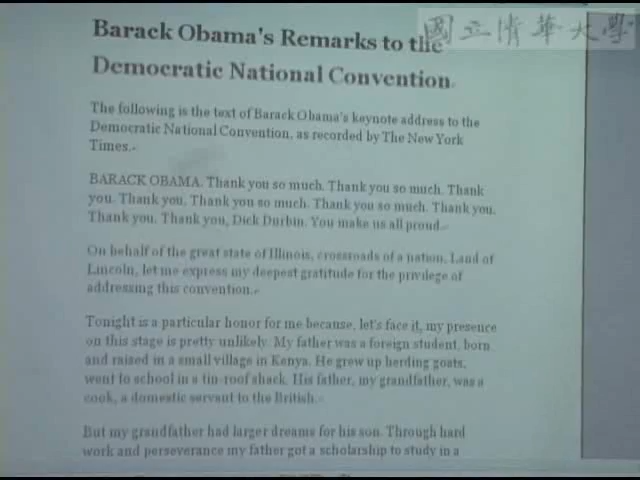 國立清華大學
Barack Obama's Remarks to the
Democratic National Convention
The following is the text of Barack Obama's keynote address to the
Democratic National Convention, as recorded by The New York
Times.
BARACK OBAMA. Thank you so much. Thank you so much. Thank
you. Thank you. Thank you so much. Thank you so much. Thank you.
Thank you. Thank you, Dick Durbin. You make us all proud.
On behalf of the great state of Illinois, crossroads of a nation, Land of
Lincoln, let me express my deepest gratitude for the privilege of
addressing this convention.
Tonight is a particular honor for me because, let's face it, my presence
on this stage is pretty unlikely. My father was a foreign student, born
and raised in a small village in Kenya. He grew up herding goats,
went to school in a tin-roof shack. His father, my grandfather, was a
cook, a domestic servant to the British.
But my grandfather had larger dreams for his son. Through hard
work and perseverance my father got a scholarship to study in a